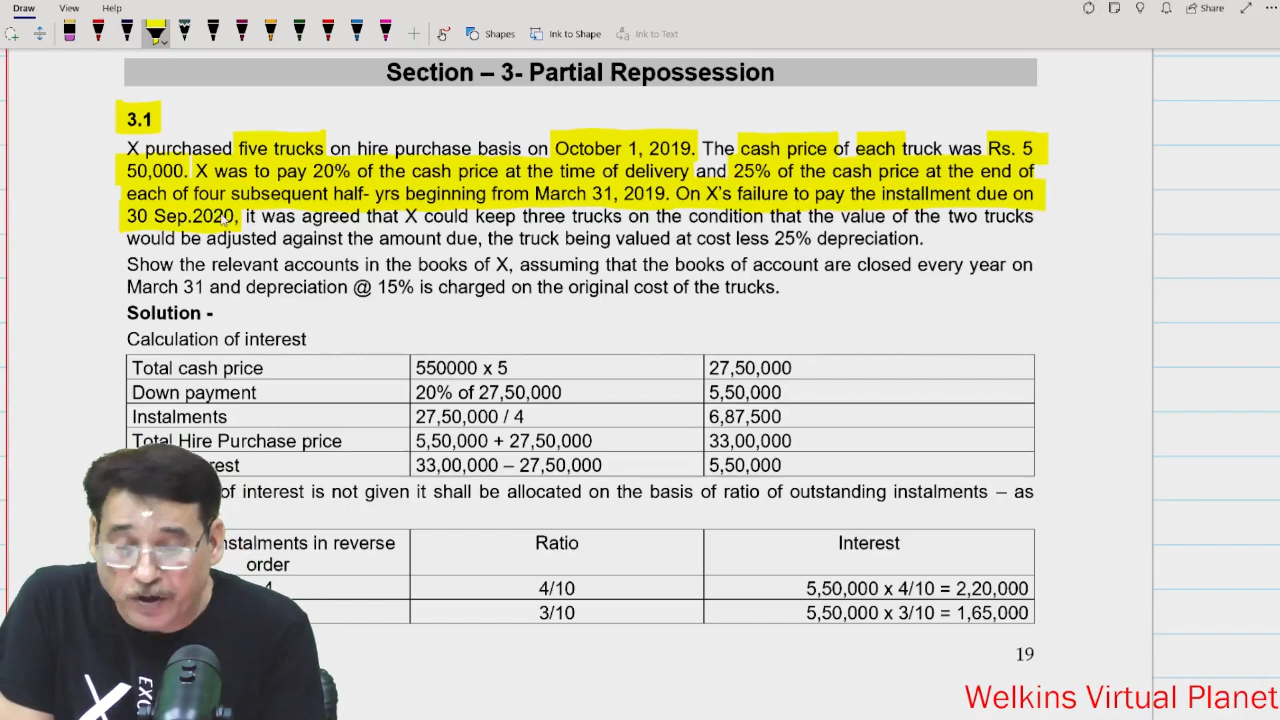 Draw View Help
Share
Shapes Ink to Shape Ink to Text
Section – 3- Partial Repossession
3.1
X purchased five trucks on hire purchase basis on October 1, 2019. The cash price of each truck was Rs. 5
50,000. X was to pay 20% of the cash price at the time of delivery and 25% of the cash price at the end of
each of four subsequent half- yrs beginning from March 31, 2019. On X's failure to pay the installment due on
30 Sep.2020, it was agreed that X could keep three trucks on the condition that the value of the two trucks
would be adjusted against the amount due, the truck being valued at cost less 25% depreciation.
Show the relevant accounts in the books of X, assuming that the books of account are closed every year on
March 31 and depreciation @ 15% is charged on the original cost of the trucks.
Solution -
Calculation of interest
Total cash price 550000 x 5 27,50,000
Down payment 20% of 27,50,000 5,50,000
Instalments 27,50,000 / 4 6,87,500
Total Hire Purchase price 5,50,000 + 27,50,000 33,00,000
33,00,000 – 27,50,000 5,50,000
of interest is not given it shall be allocated on the basis of ratio of outstanding instalments – as
instalments in reverse order Ratio Interest
4 4/10 5,50,000 x 4/10 = 2,20,000
3/10 5,50,000 x 3/10 = 1,65,000
19
Welkins Virtual Planet